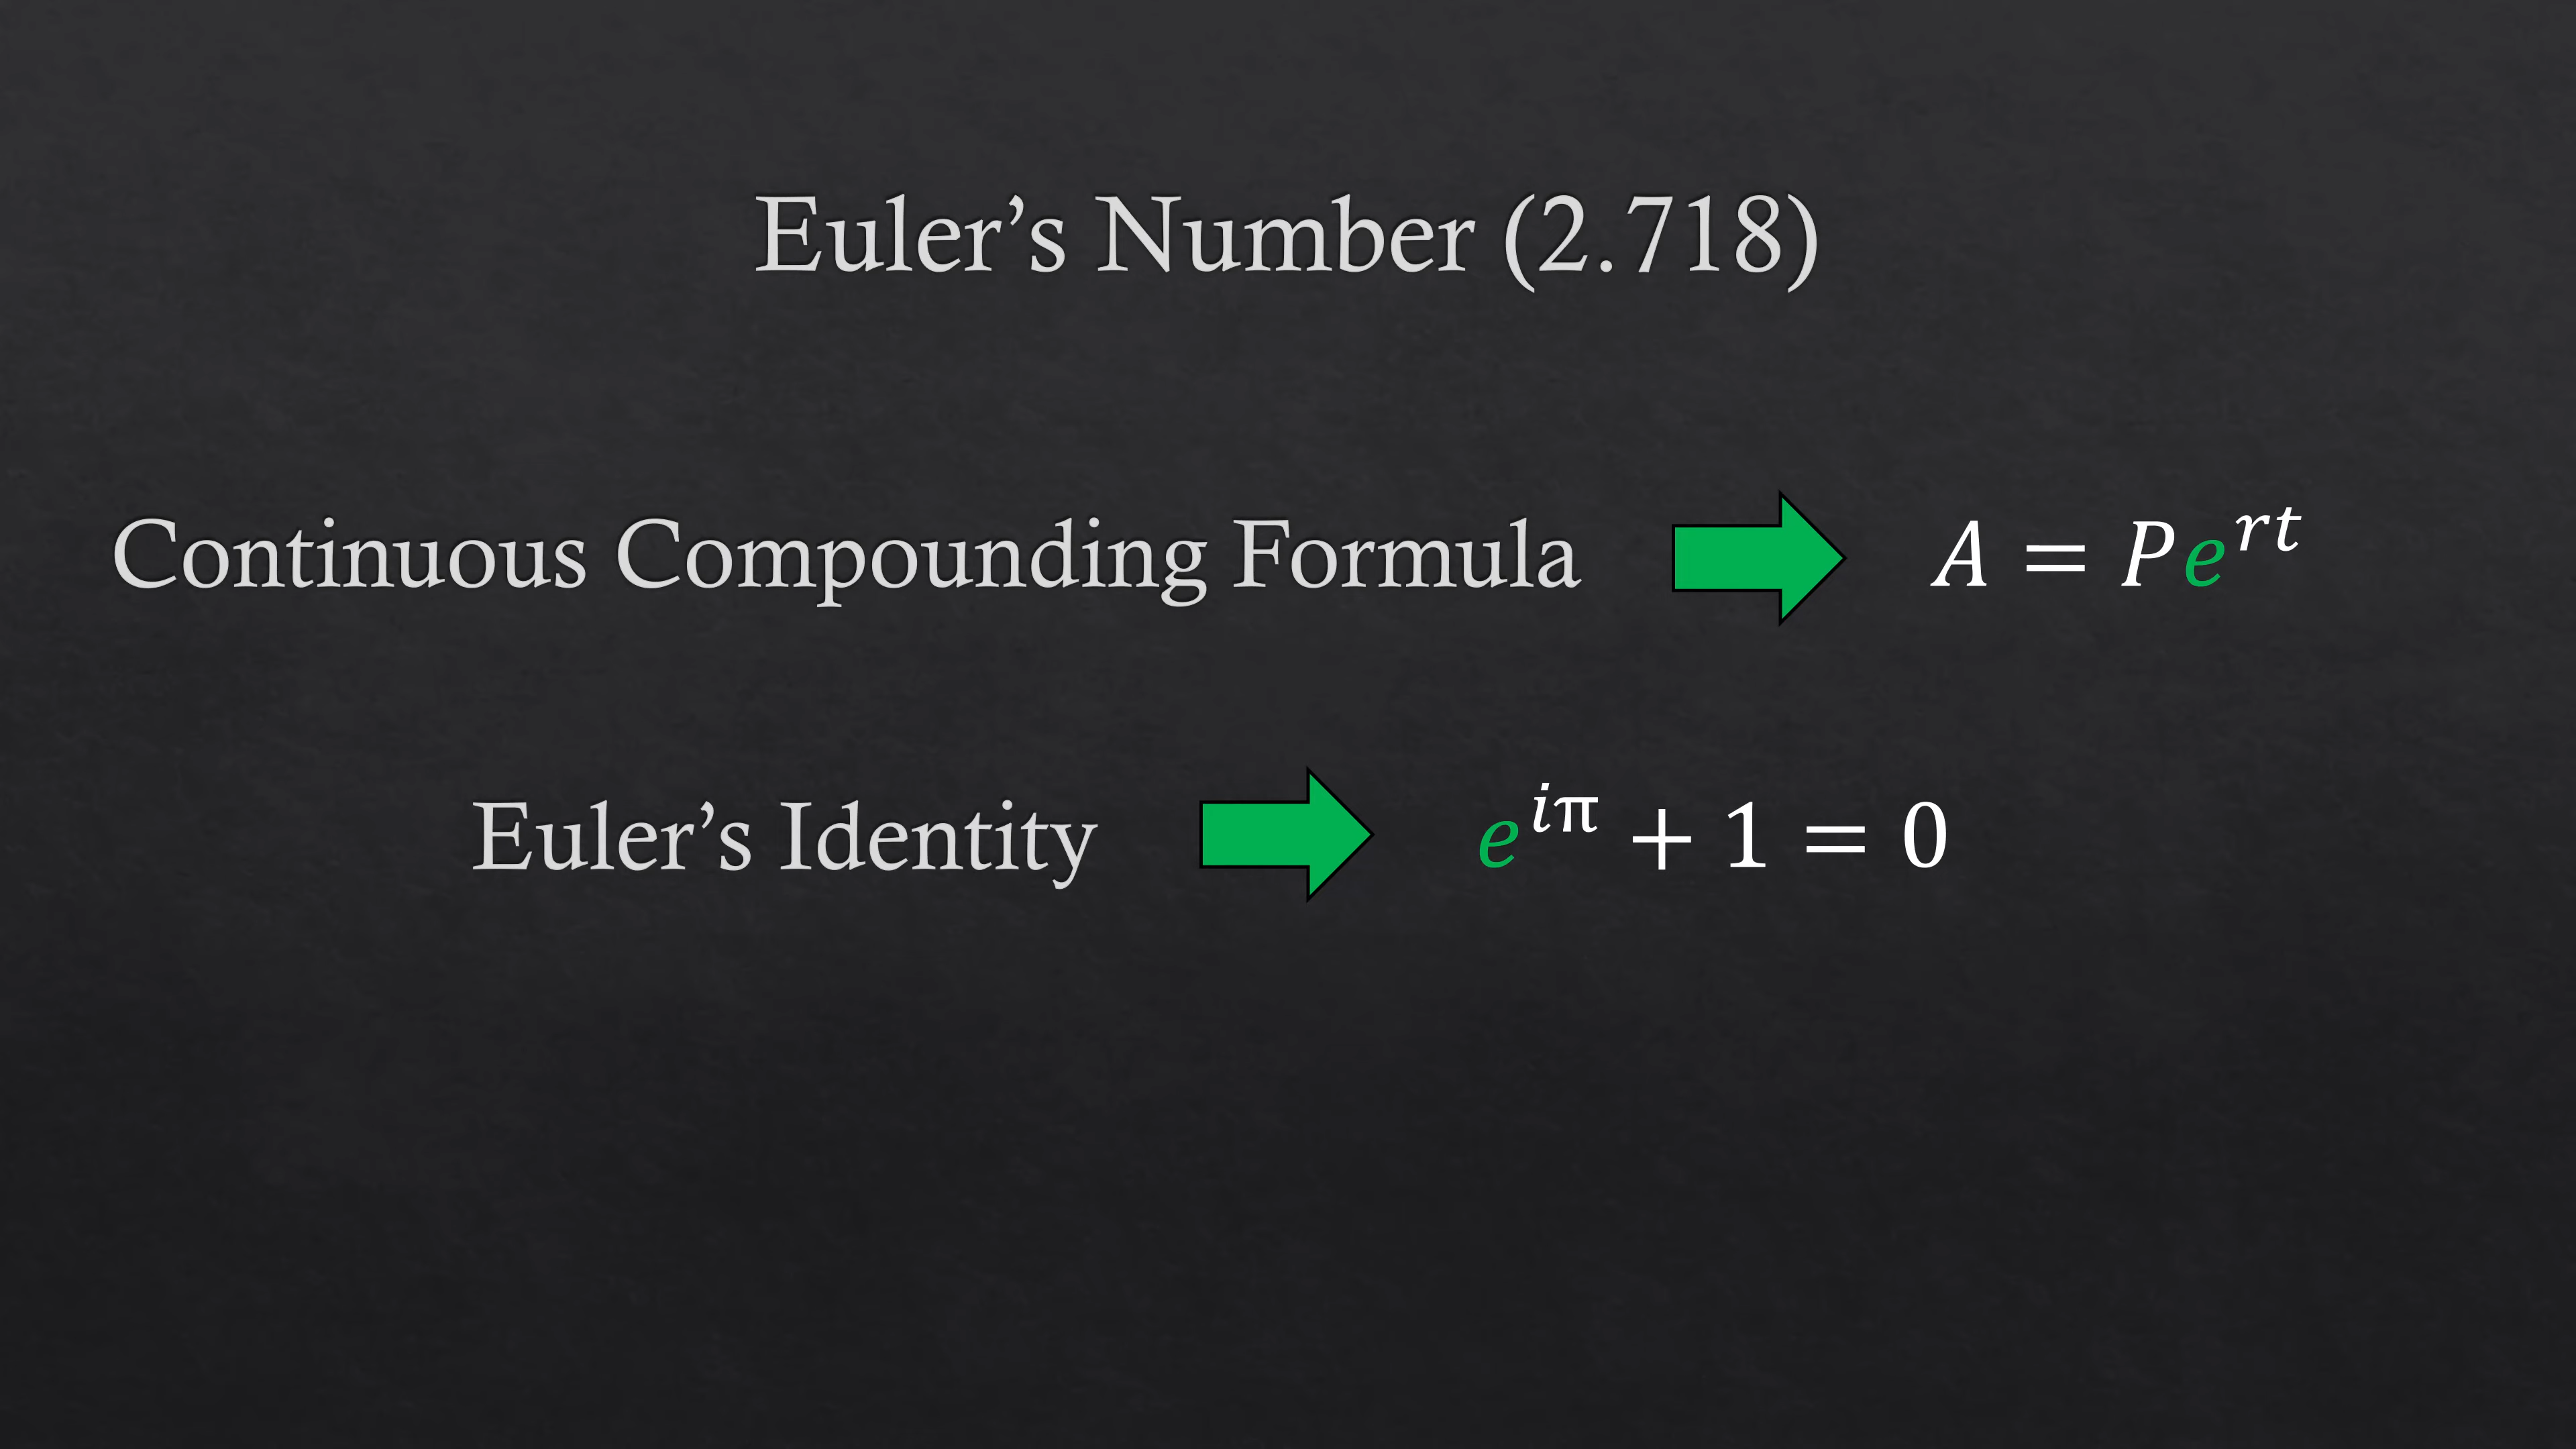 Euler’s Number (2.718)
Continuous Compounding Formula A = Pe^{rt}
Euler’s Identity e^{iπ} + 1 = 0